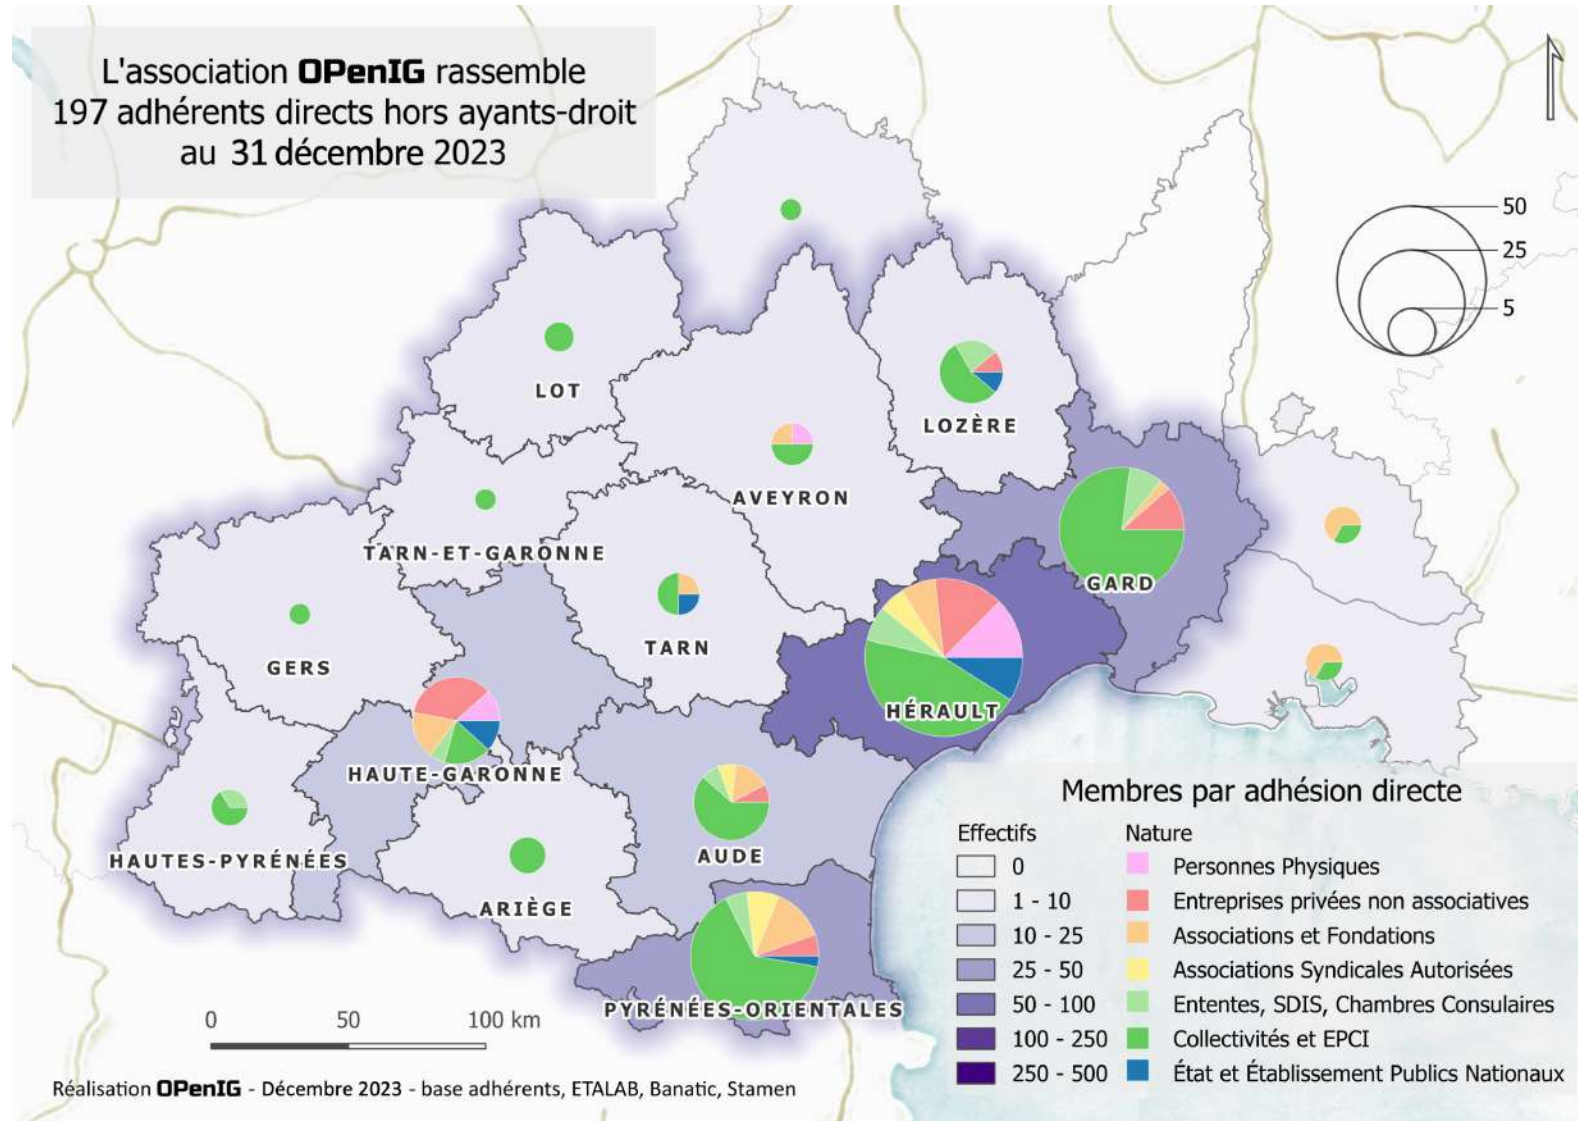 L'association OPenIG rassemble
197 adhérents directs hors ayants-droit
au 31 décembre 2023
50
25
5
LOT
LOZÈRE
AVEYRON
TARN-ET-GARONNE
GARD
TARN
GERS
HÉRAULT
HAUTE-GARONNE
HAUTES-PYRÉNÉES
AUDE
ARIÈGE
PYRÉNÉES-ORIENTALES
Membres par adhésion directe
Effectifs
0
1 - 10
10 - 25
25 - 50
50 - 100
100 - 250
250 - 500
Nature
Personnes Physiques
Entreprises privées non associatives
Associations et Fondations
Associations Syndicales Autorisées
Ententes, SDIS, Chambres Consulaires
Collectivités et EPCI
État et Établissement Publics Nationaux
0 50 100 km
Réalisation OPenIG - Décembre 2023 - base adhérents, ETALAB, Banatic, Stamen